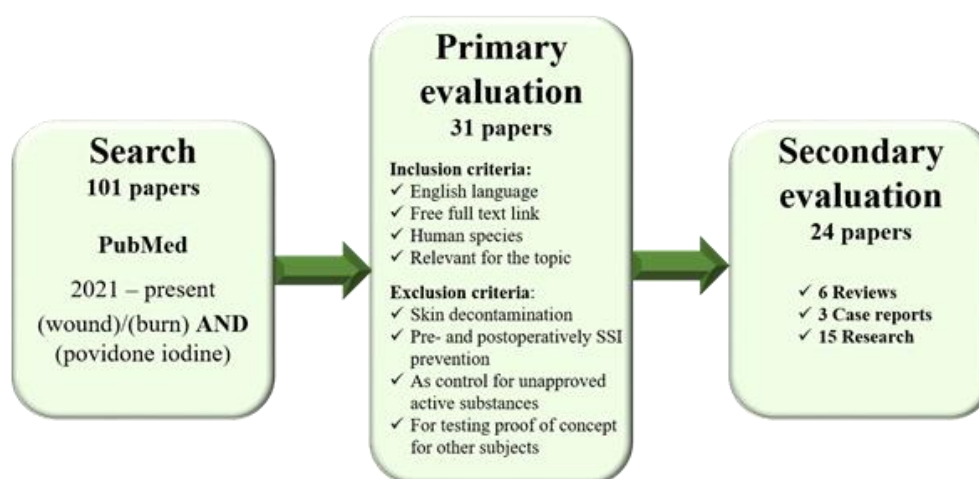 Search
101 papers
PubMed
2021 – present
(wound)/(burn) AND
(povidone iodine)
Primary
evaluation
31 papers
Inclusion criteria:
✓ English language
✓ Free full text link
✓ Human species
✓ Relevant for the topic
Exclusion criteria:
✓ Skin decontamination
✓ Pre- and postoperatively SSI
prevention
✓ As control for unapproved
active substances
✓ For testing proof of concept
for other subjects
Secondary
evaluation
24 papers
✓ 6 Reviews
✓ 3 Case reports
✓ 15 Research